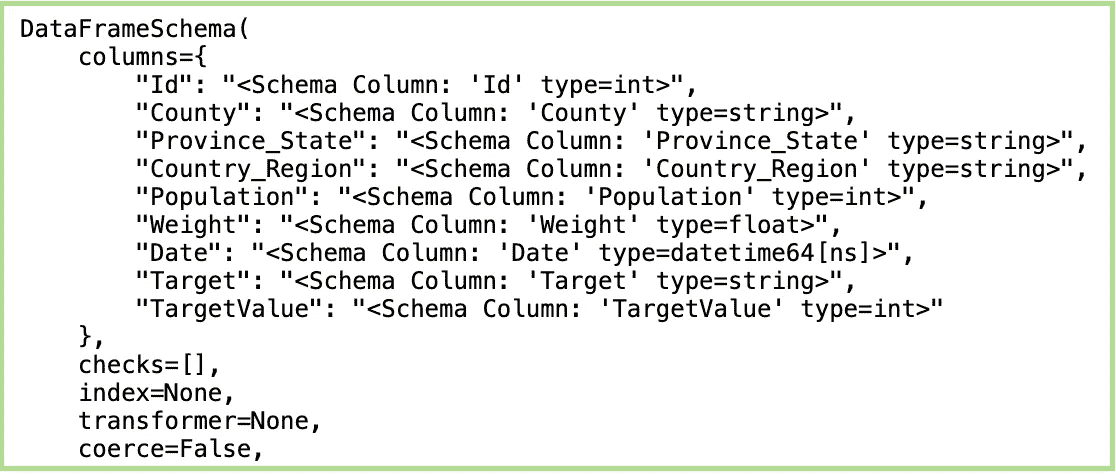 DataFrameSchema(
    columns={
        "Id": "<Schema Column: 'Id' type=int>",
        "County": "<Schema Column: 'County' type=string>",
        "Province_State": "<Schema Column: 'Province_State' type=string>",
        "Country_Region": "<Schema Column: 'Country_Region' type=string>",
        "Population": "<Schema Column: 'Population' type=int>",
        "Weight": "<Schema Column: 'Weight' type=float>",
        "Date": "<Schema Column: 'Date' type=datetime64[ns]>",
        "Target": "<Schema Column: 'Target' type=string>",
        "TargetValue": "<Schema Column: 'TargetValue' type=int>"
    },
    checks=[],
    index=None,
    transformer=None,
    coerce=False,